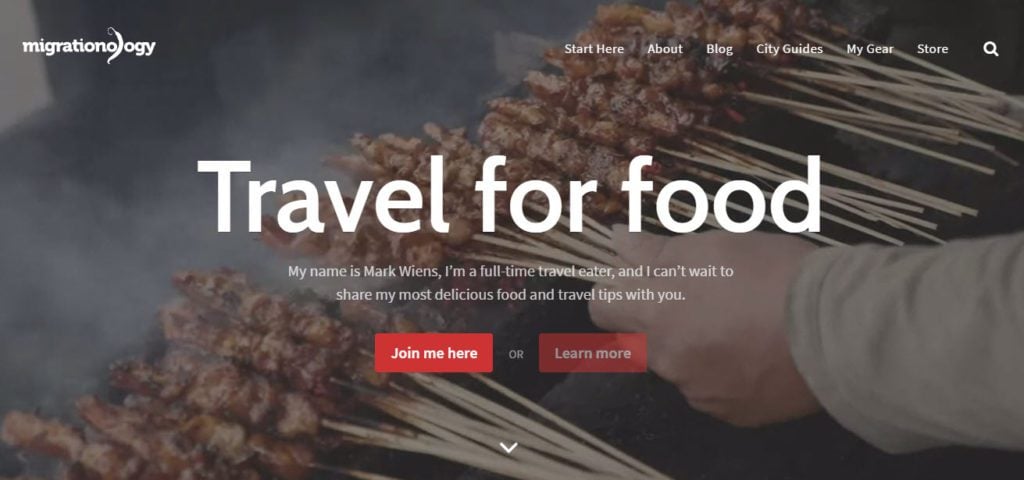 migrationology
Start Here About Blog City Guides My Gear Store
Travel for food
My name is Mark Wiens, I'm a full-time travel eater, and I can't wait to
share my most delicious food and travel tips with you.
Join me here OR Learn more